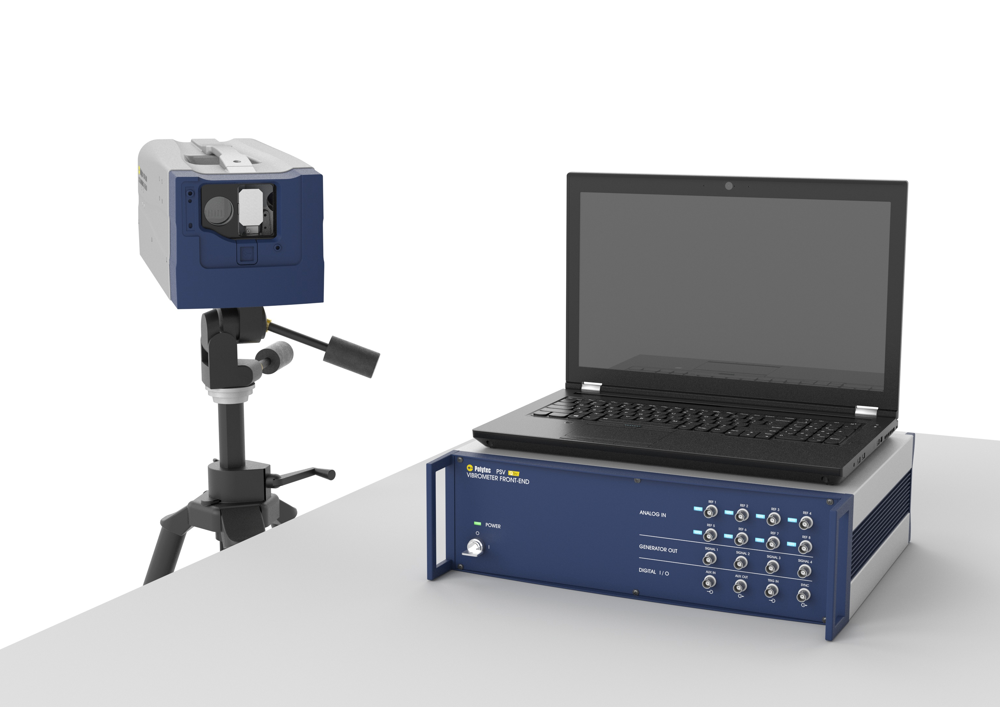 Polytec PSV QTec
VIBROMETER FRONT-END
POWER
O
I
ANALOG IN
REF 1 REF 2 REF 3 REF 4
REF 5 REF 6 REF 7 REF 8
GENERATOR OUT
SIGNAL 1 SIGNAL 2 SIGNAL 3 SIGNAL 4
DIGITAL I / O
AUX IN AUX OUT TRIG IN SYNC